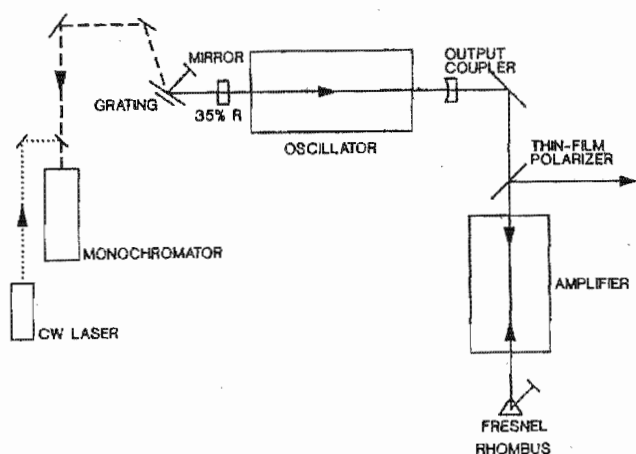 MIRROR
GRATING
35% R
OSCILLATOR
OUTPUT
COUPLER
THIN-FILM
POLARIZER
MONOCHROMATOR
CW LASER
AMPLIFIER
FRESNEL
RHOMBUS